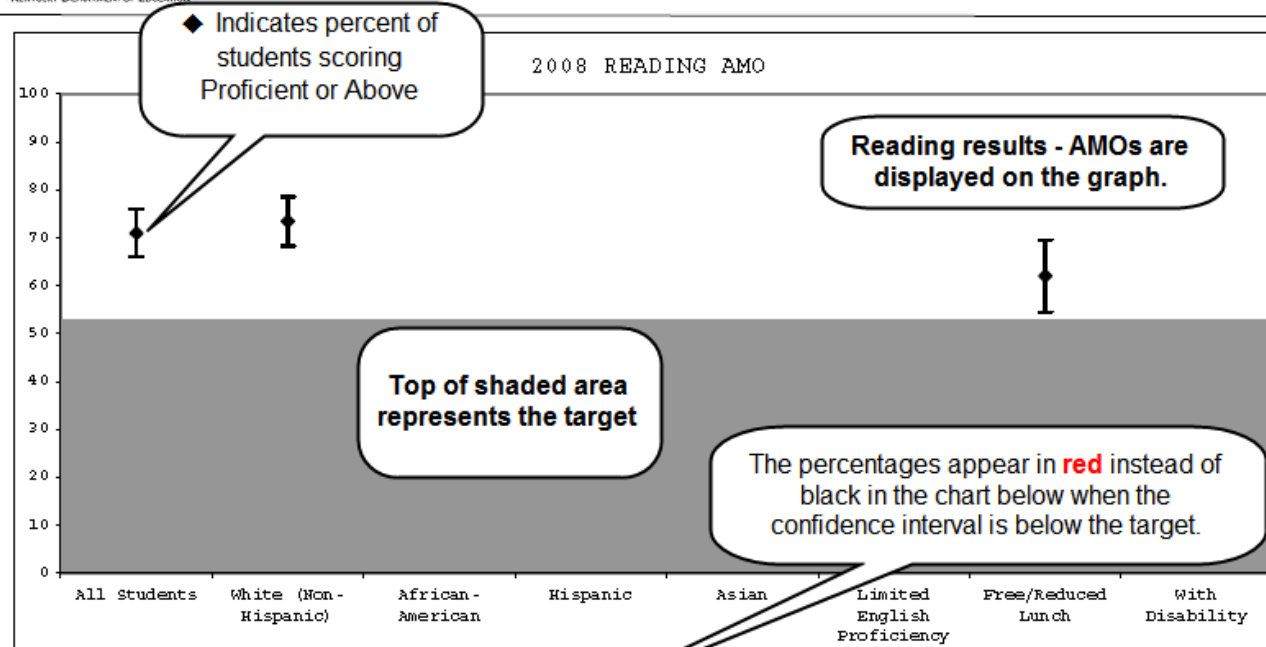 ◆ Indicates percent of
students scoring
Proficient or Above
2008 READING AMO
100
90
80
70
60
50
40
30
20
10
0
Reading results - AMOs are
displayed on the graph.
Top of shaded area
represents the target
The percentages appear in red instead of
black in the chart below when the
confidence interval is below the target.
All Students
White (Non-
Hispanic)
African-
American
Hispanic
Asian
Limited
English
Proficiency
Free/Reduced
Lunch
With
Disability